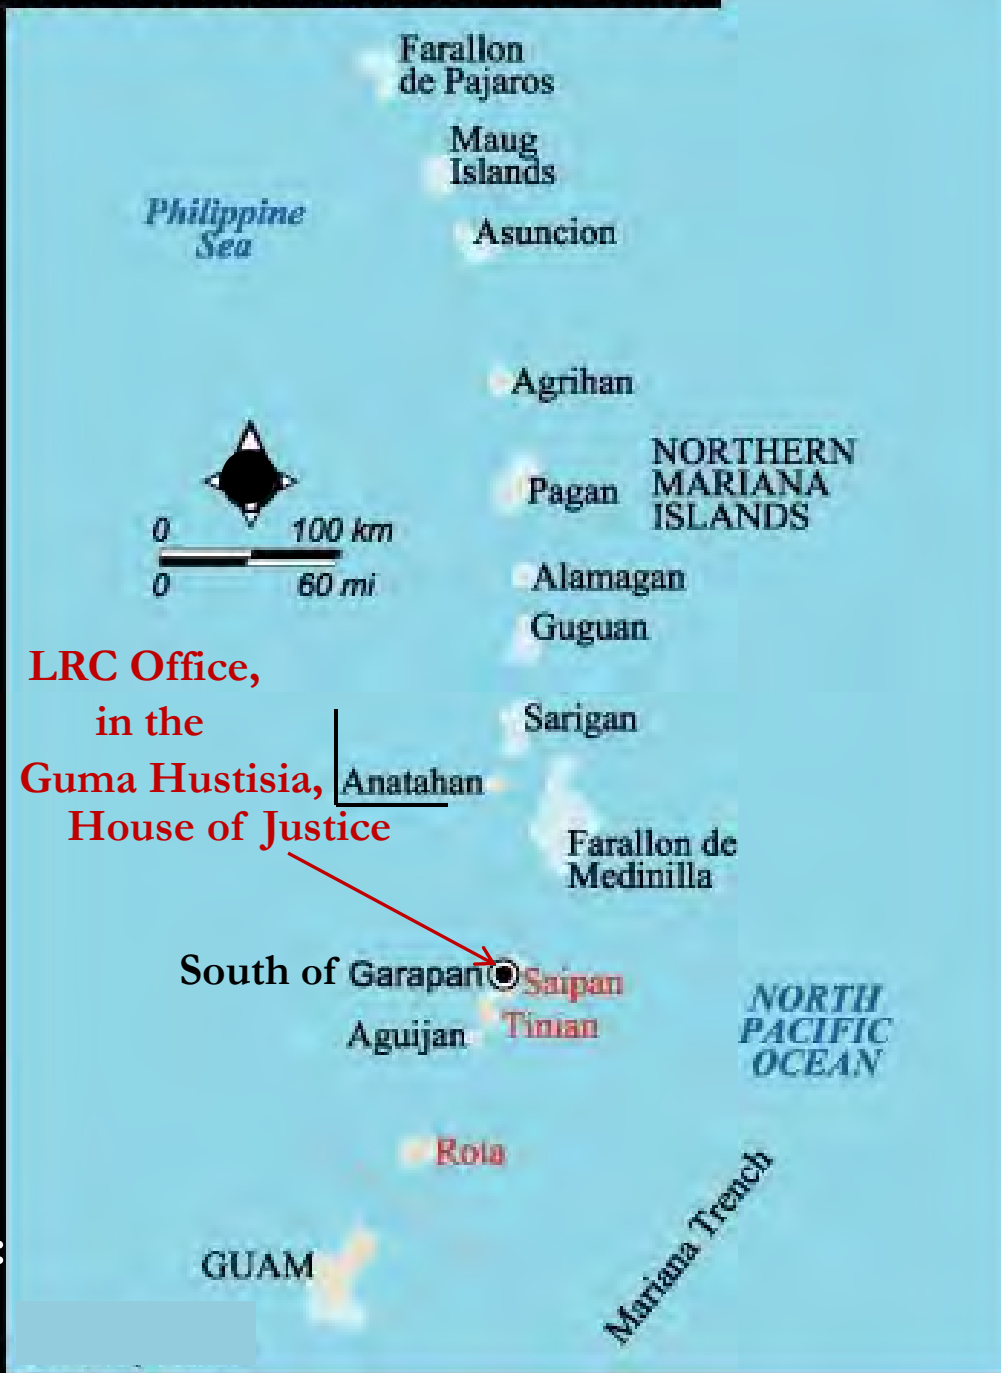 Farallon
de Pajaros
Maug
Islands
Philippine
Sea
Asuncion
Agrihan
NORTHERN
MARIANA
ISLANDS
Pagan
0 100 km
0 60 mi
Alamagan
Guguan
LRC Office,
in the
Guma Hustisia,
House of Justice
Sarigan
Anatahan
Farallon de
Medinilla
South of Garapan
Saipan
Tinian
Aguijan
NORTH
PACIFIC
OCEAN
Rota
Mariana Trench
GUAM